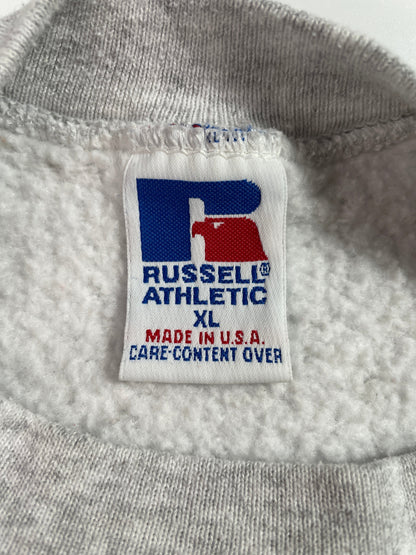 RUSSELL®
ATHLETIC
XL
MADE IN U.S.A.
CARE-CONTENT OVER